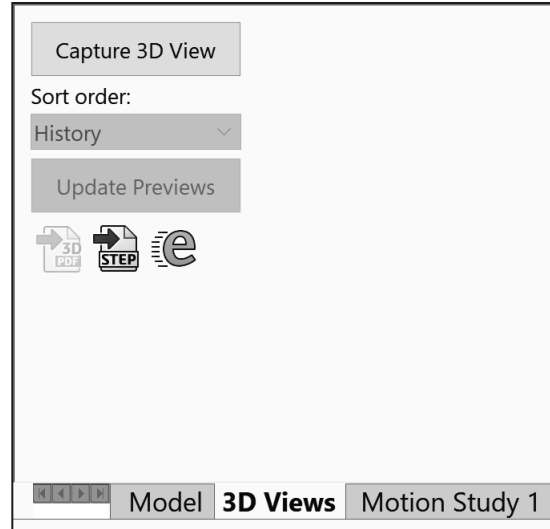 Capture 3D View
Sort order:
History
Update Previews
3D PDF STEP e
Model 3D Views Motion Study 1